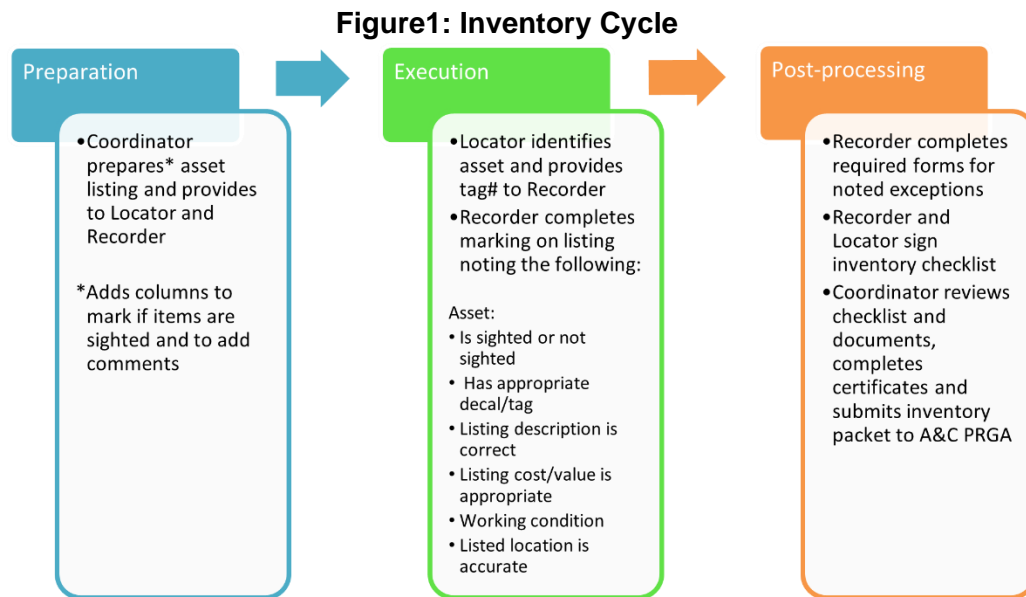 Figure1: Inventory Cycle
Preparation
•Coordinator
prepares* asset
listing and provides
to Locator and
Recorder
*Adds columns to
mark if items are
sighted and to add
comments
Execution
•Locator identifies
asset and provides
tag# to Recorder
•Recorder completes
marking on listing
noting the following:
Asset:
• Is sighted or not
sighted
• Has appropriate
decal/tag
• Listing description is
correct
• Listing cost/value is
appropriate
• Working condition
• Listed location is
accurate
Post-processing
•Recorder completes
required forms for
noted exceptions
•Recorder and
Locator sign
inventory checklist
•Coordinator reviews
checklist and
documents,
completes
certificates and
submits inventory
packet to A&C PRGA